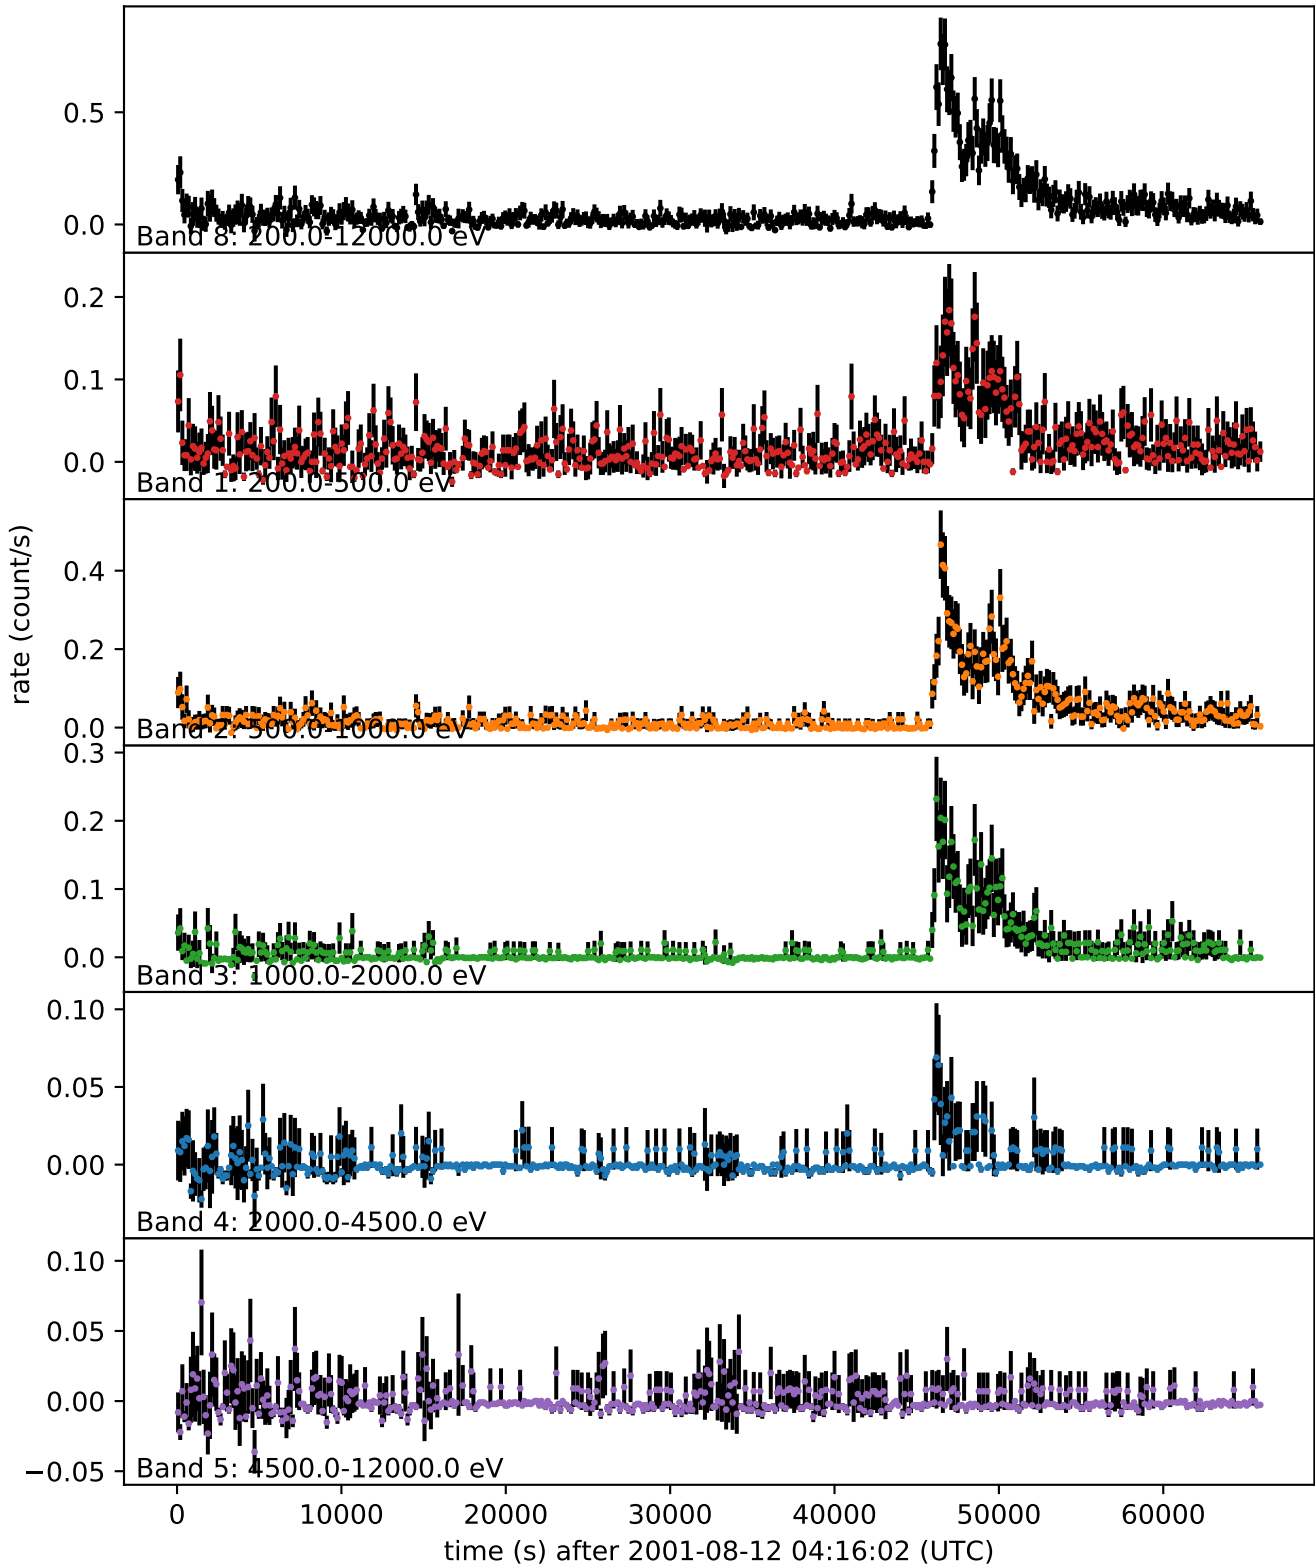 0.5
0.0
Band 8: 200.0-12000.0 eV
0.2
0.1
0.0
Band 1: 200.0-500.0 eV
0.4
0.2
0.0
Band 2: 500.0-1000.0 eV
0.3
0.2
0.1
0.0
Band 3: 1000.0-2000.0 eV
0.10
0.05
0.00
Band 4: 2000.0-4500.0 eV
0.10
0.05
0.00
−0.05
Band 5: 4500.0-12000.0 eV
rate (count/s)
0 10000 20000 30000 40000 50000 60000
time (s) after 2001-08-12 04:16:02 (UTC)